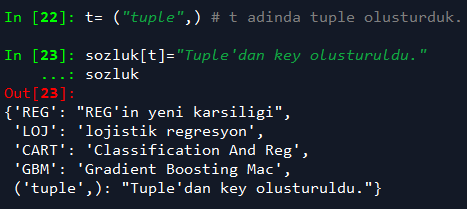 In [22]: t= ("tuple",) # t adinda tuple olusturduk.
In [23]: sozluk[t]="Tuple'dan key olusturuldu."
...: sozluk
Out[23]:
{'REG': "REG'in yeni karsiligi",
'LOJ': 'lojistik regresyon',
'CART': 'Classification And Reg',
'GBM': 'Gradient Boosting Mac',
('tuple',): "Tuple'dan key olusturuldu."}